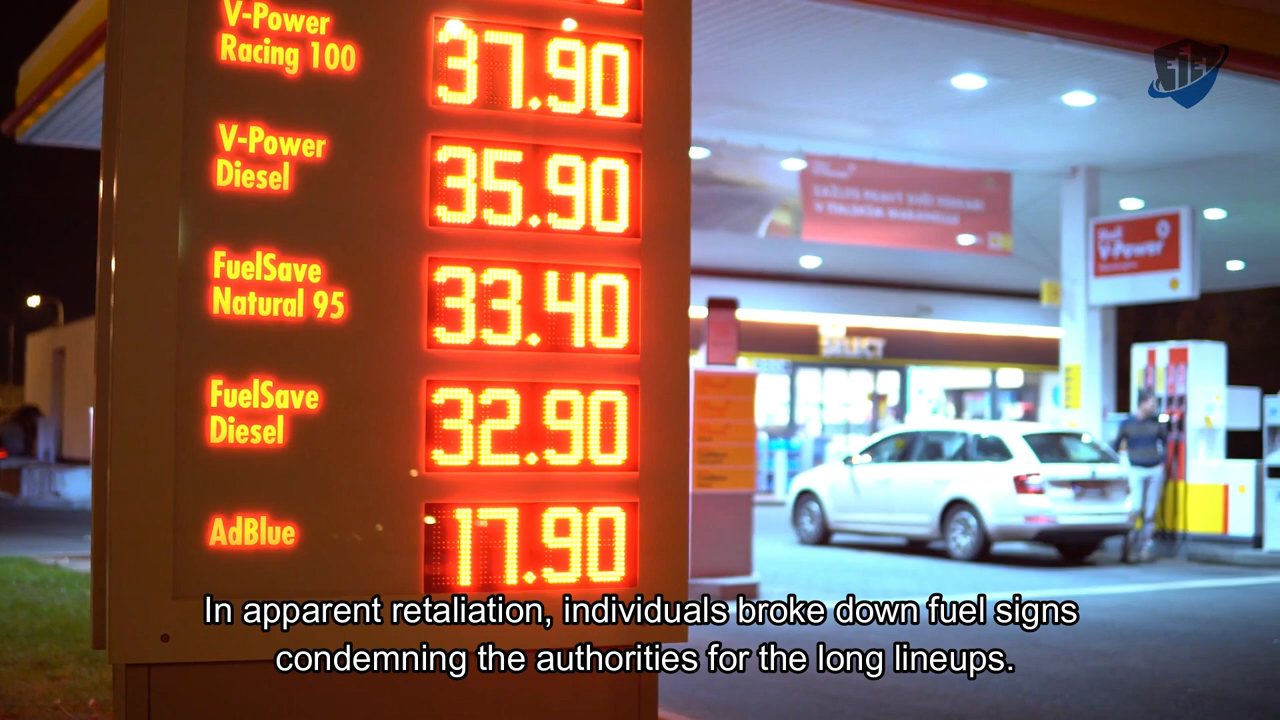 V-Power
Racing 100
37.90
V-Power
Diesel
35.90
FuelSave
Natural 95
33.40
FuelSave
Diesel
32.90
AdBlue
17.90
SELECT
V-Power
In apparent retaliation, individuals broke down fuel signs
condemning the authorities for the long lineups.